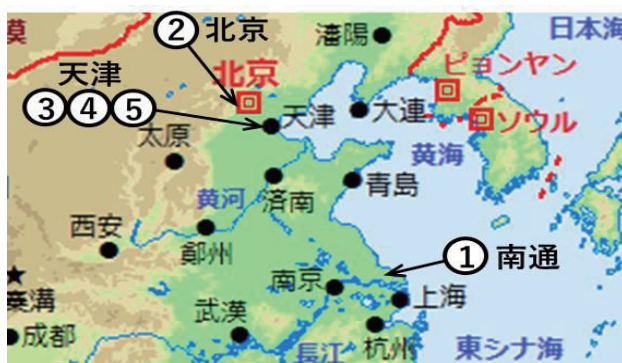 漠
②北京
日本海
瀋陽
天津
③④⑤
北京
ピョンヤン
天津
大連
ソウル
太原
黄海
黄河
済南
青島
西安
鄭州
①南通
南京
上海
棗溝
武漢
成都
長江
杭州
東シナ海